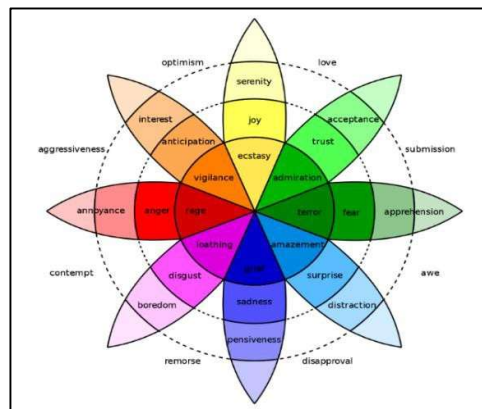 optimism
love
serenity
interest
acceptance
joy
anticipation
trust
aggressiveness
submission
ecstasy
vigilance
admiration
annoyance
anger
rage
terror
fear
apprehension
loathing
amazement
grief
disgust
surprise
contempt
awe
boredom
sadness
distraction
pensiveness
remorse
disapproval